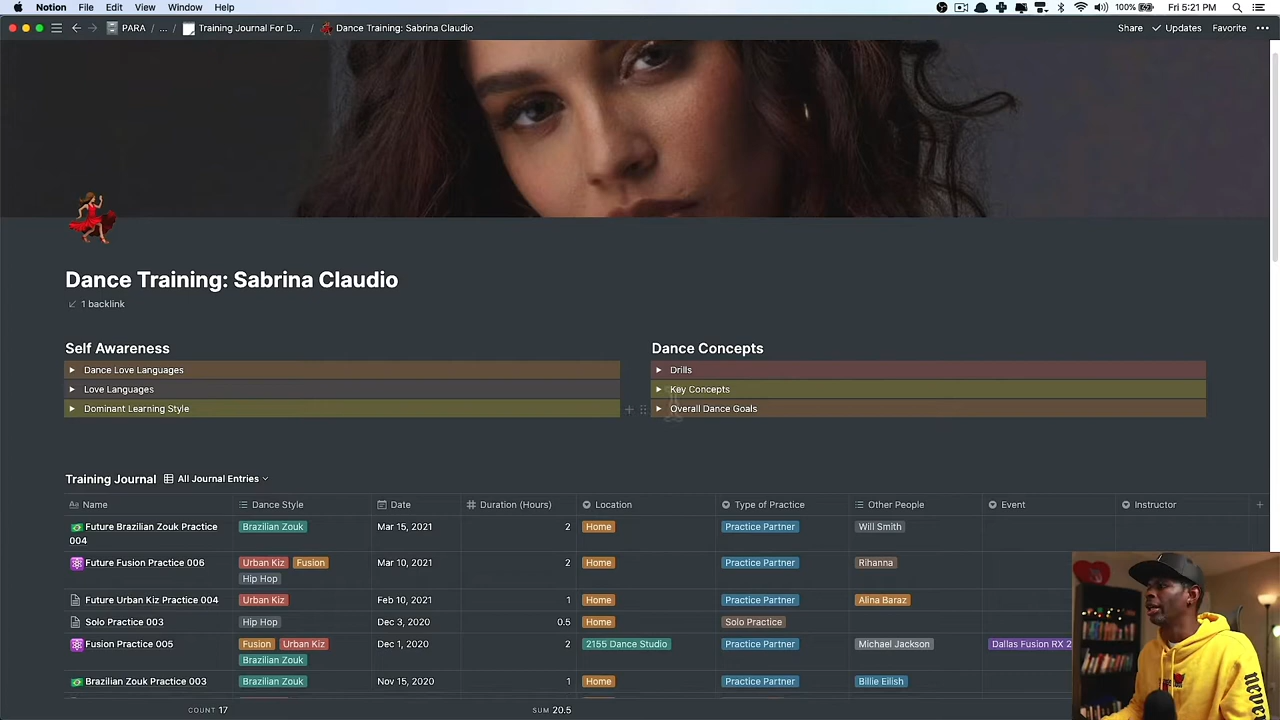 Notion File Edit View Window Help 100% Fri 5:21 PM
PARA / ... / Training Journal For D... / Dance Training: Sabrina Claudio Share Updates Favorite
Dance Training: Sabrina Claudio
1 backlink
Self Awareness
Dance Love Languages
Love Languages
Dominant Learning Style
Dance Concepts
Drills
Key Concepts
Overall Dance Goals
Training Journal All Journal Entries
Aa Name Dance Style Date Duration (Hours) Location Type of Practice Other People Event Instructor
Future Brazilian Zouk Practice Brazilian Zouk Mar 15, 2021 2 Home Practice Partner Will Smith
004
Future Fusion Practice 006 Urban Kiz Fusion Mar 10, 2021 2 Home Practice Partner Rihanna
Hip Hop
Future Urban Kiz Practice 004 Urban Kiz Feb 10, 2021 1 Home Practice Partner Alina Baraz
Solo Practice 003 Hip Hop Dec 3, 2020 0.5 Home Solo Practice
Fusion Practice 005 Fusion Urban Kiz Dec 1, 2020 2 2155 Dance Studio Practice Partner Michael Jackson Dallas Fusion RX 2
Brazilian Zouk
Brazilian Zouk Practice 003 Brazilian Zouk Nov 15, 2020 1 Home Practice Partner Billie Eilish
COUNT 17 SUM 20.5